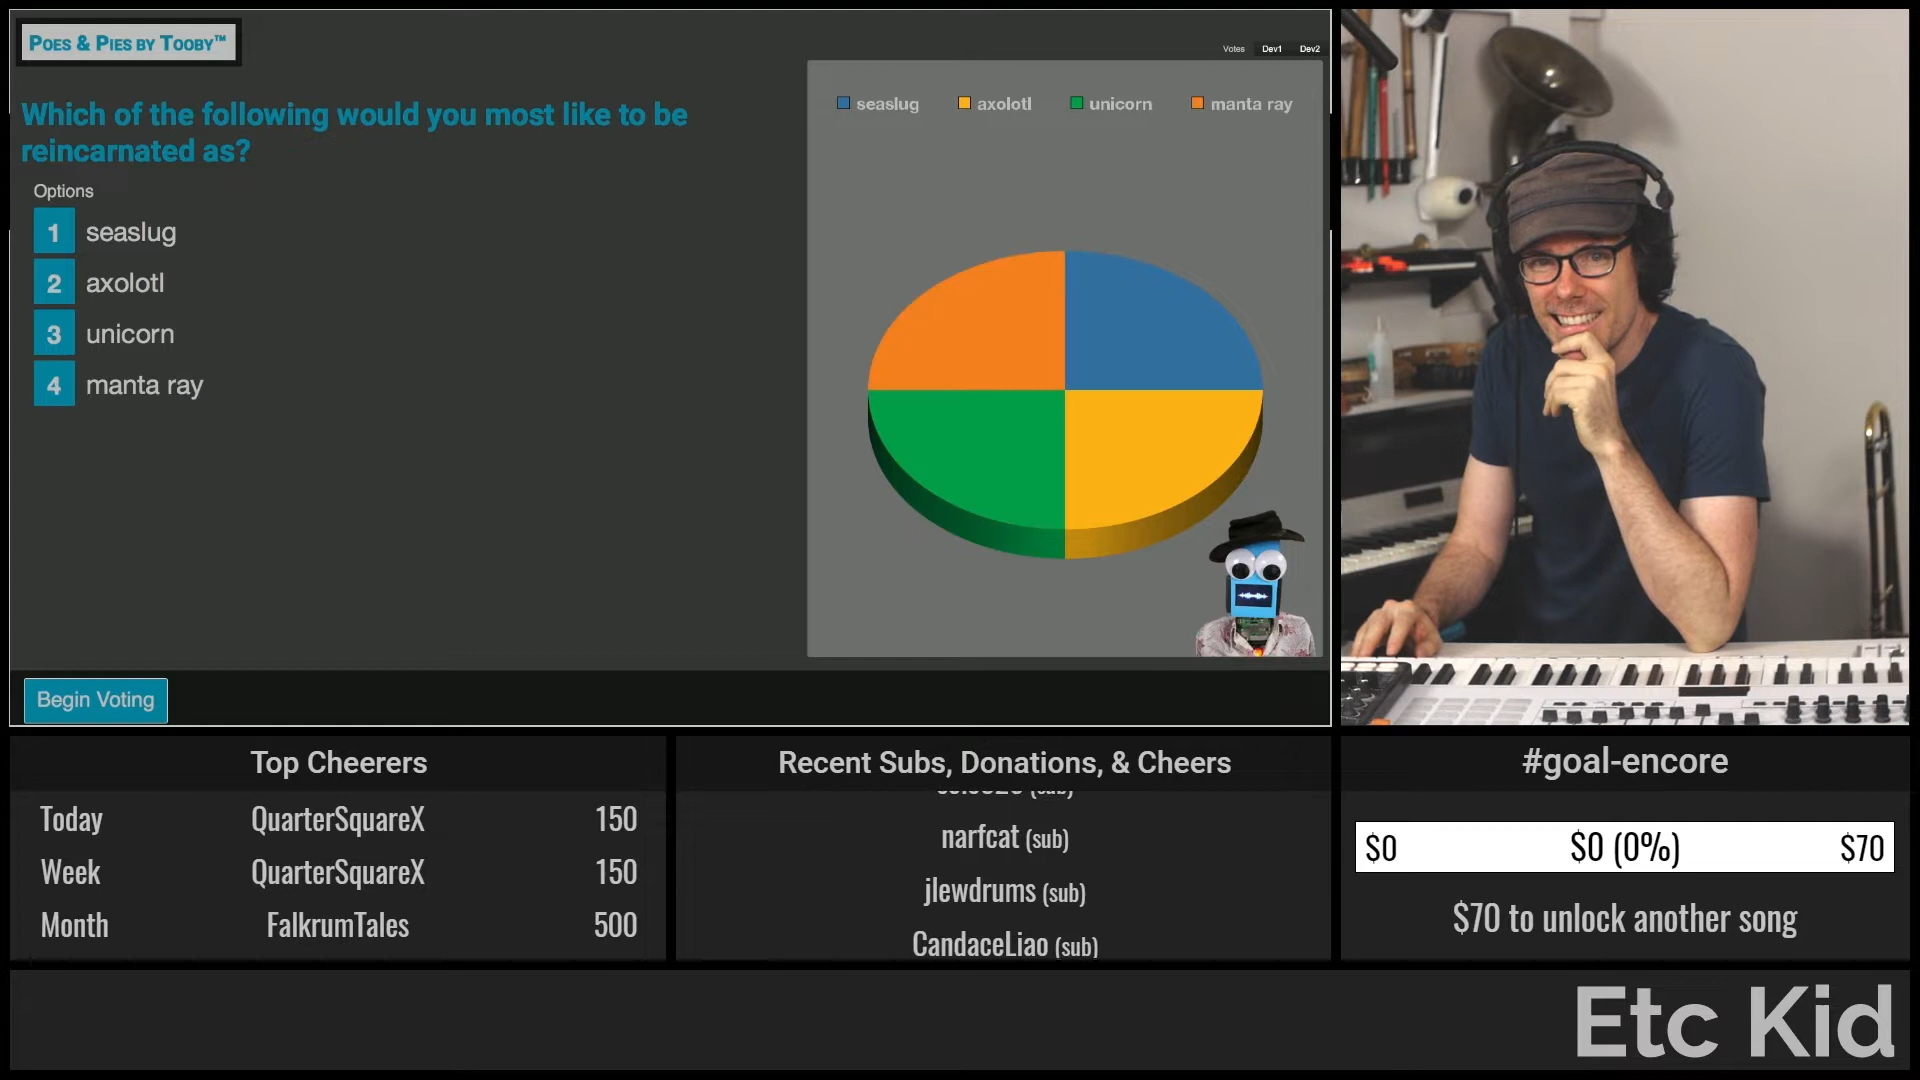 POES & PIES BY TOOBY™
Votes Dev1 Dev2
Which of the following would you most like to be
reincarnated as?
Options
1 seaslug
2 axolotl
3 unicorn
4 manta ray
seaslug axolotl unicorn manta ray
Begin Voting
Top Cheerers
Today QuarterSquareX 150
Week QuarterSquareX 150
Month FalkrumTales 500
Recent Subs, Donations, & Cheers
narfcat (sub)
jlewdrums (sub)
CandaceLiao (sub)
#goal-encore
$0 $0 (0%) $70
$70 to unlock another song
Etc Kid